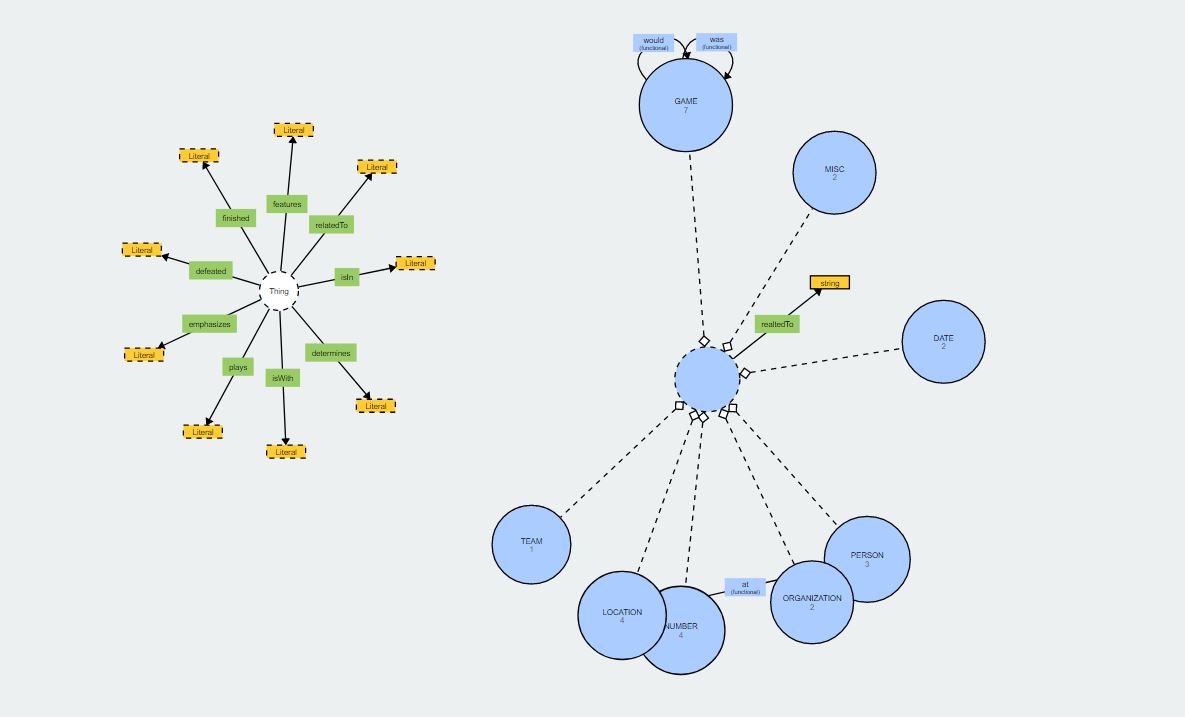 would
(functional)
was
(functional)
GAME
7
Literal
Literal
Literal
MISC
2
features
finished
relatedTo
Literal
Literal
defeated
isIn
Thing
string
emphasizes
realtedTo
DATE
2
Literal
determines
plays
isWith
Literal
Literal
Literal
TEAM
1
PERSON
3
at
(functional)
ORGANIZATION
2
LOCATION
4
NUMBER
4